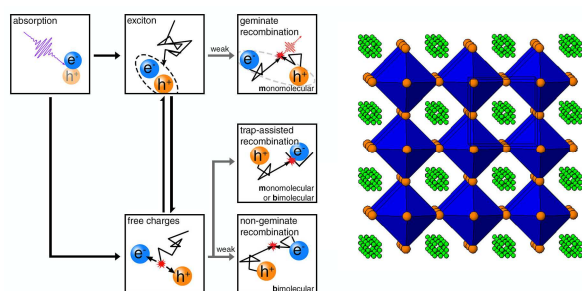 absorption
e-
h+
exciton
e-
h+
weak
geminate
recombination
e-
h+
monomolecular
trap-assisted
recombination
h+
e-
monomolecular
or bimolecular
free charges
e-
h+
weak
non-geminate
recombination
e-
h+
bimolecular